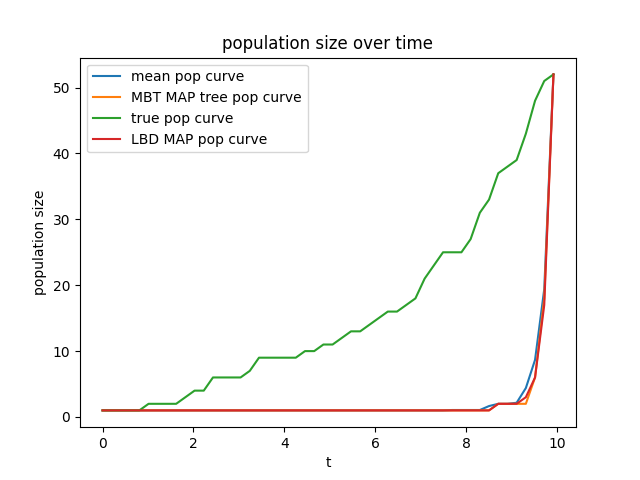 population size over time
mean pop curve
MBT MAP tree pop curve
true pop curve
LBD MAP pop curve
50
40
30
20
10
0
population size
0 2 4 6 8 10
t